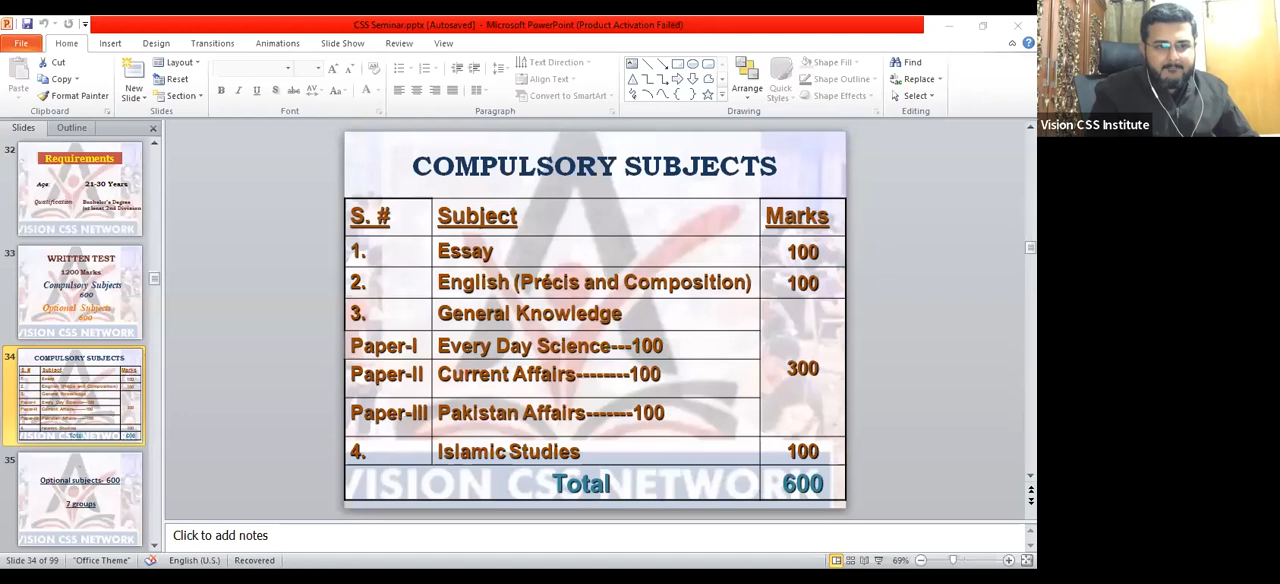 CSS Seminar.pptx [Autosaved] - Microsoft PowerPoint (Product Activation Failed)
File Home Insert Design Transitions Animations Slide Show Review View
Paste
Cut
Copy
Format Painter
Clipboard
New Slide
Layout
Reset
Section
Slides
Font
Text Direction
Align Text
Convert to SmartArt
Paragraph
Arrange
Quick Styles
Shape Fill
Shape Outline
Shape Effects
Drawing
Find
Replace
Select
Editing
Vision CSS Institute
Slides Outline
32
Requirements
Age: 21-30 Years
Qualification Bachelor's Degree
(at least 2nd Division
VISION CSS NETWORK
33
WRITTEN TEST
1200 Marks
Compulsory Subjects
600
Optional Subjects
600
VISION CSS NETWORK
34
COMPULSORY SUBJECTS
35
Optional subjects- 600
7 groups
COMPULSORY SUBJECTS
S. # Subject Marks
1. Essay 100
2. English (Précis and Composition) 100
3. General Knowledge
Paper-I Every Day Science---100
Paper-II Current Affairs--------100
300
Paper-III Pakistan Affairs-------100
4. Islamic Studies 100
VISION CSS NETWORK
Total 600
Click to add notes
Slide 34 of 99 "Office Theme" English (U.S.) Recovered 69%